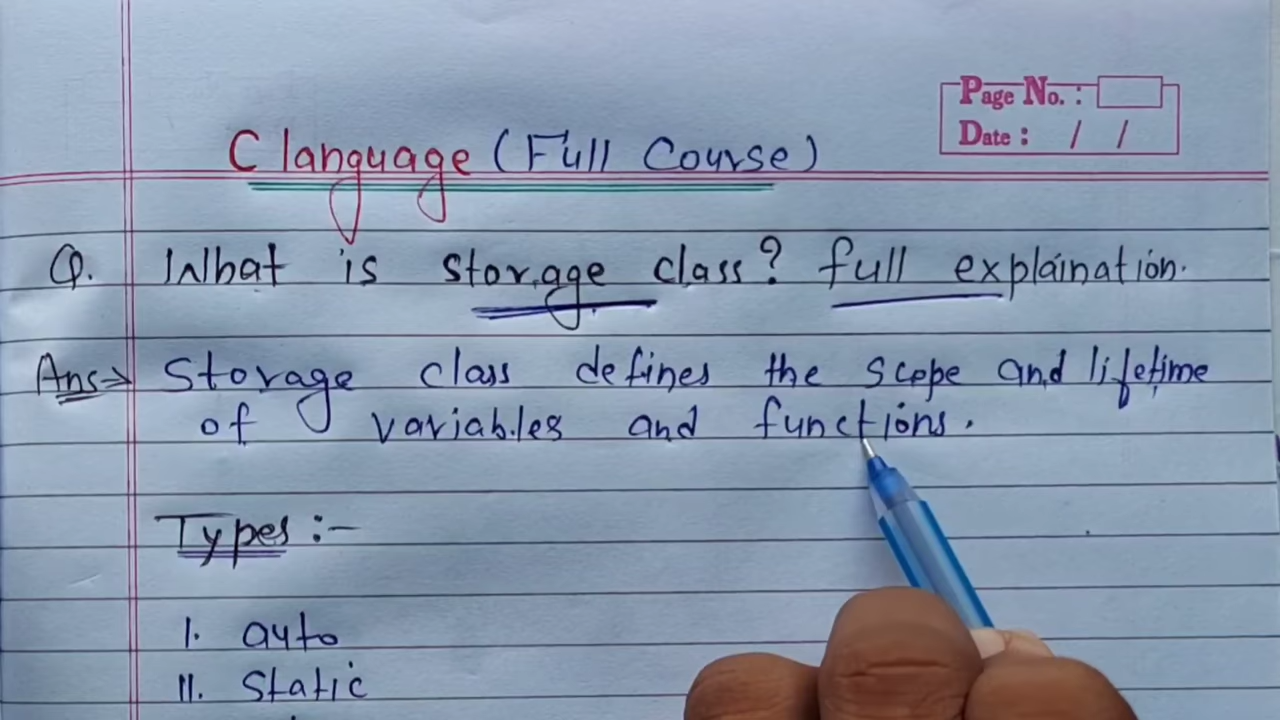 Page No. :
Date : / /
C language (Full Course)
Q. What is storage class? full explaination.
Ans⇒ Storage class defines the scope and lifetime
of variables and functions.
Types :-
I. auto
II. Static